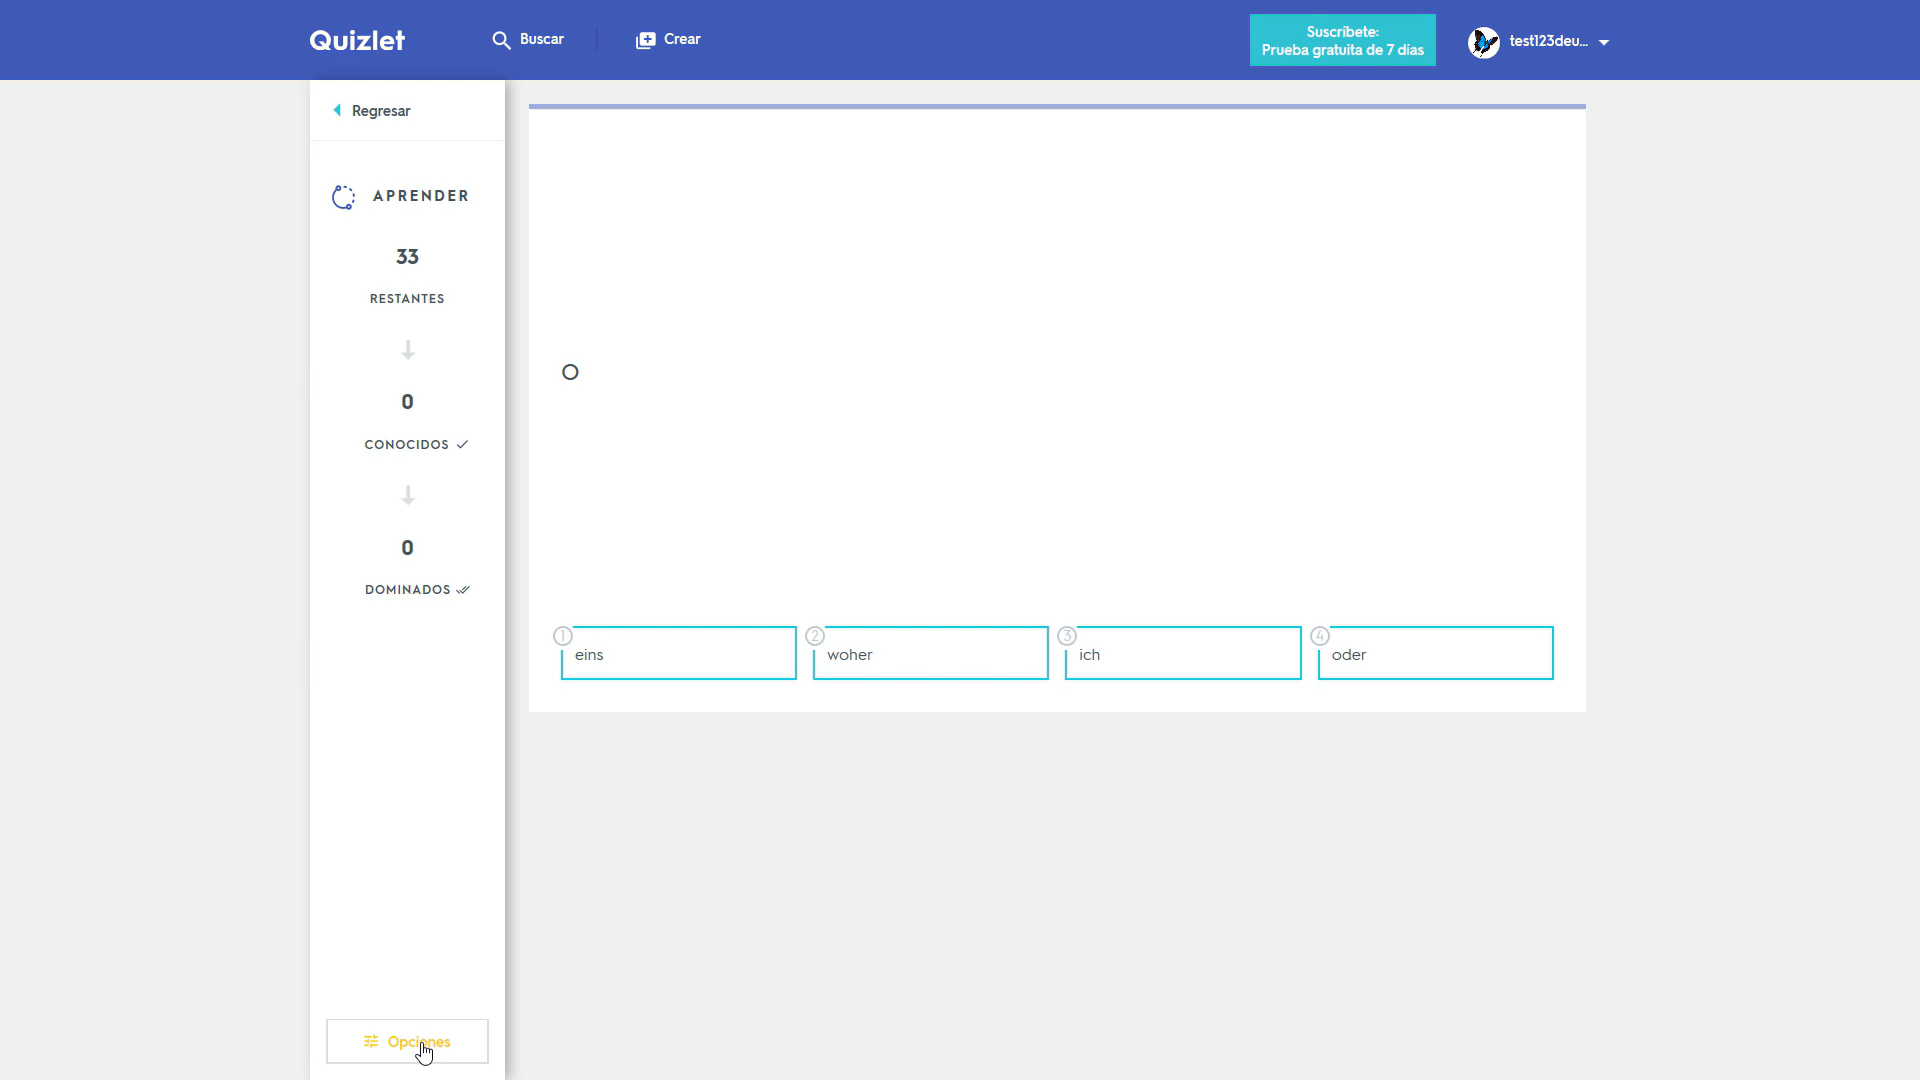 Quizlet
Buscar
Crear
Suscríbete:
Prueba gratuita de 7 días
test123deu...
Regresar
APRENDER
33
RESTANTES
0
CONOCIDOS
0
DOMINADOS
o
1 eins
2 woher
3 ich
4 oder
Opciones